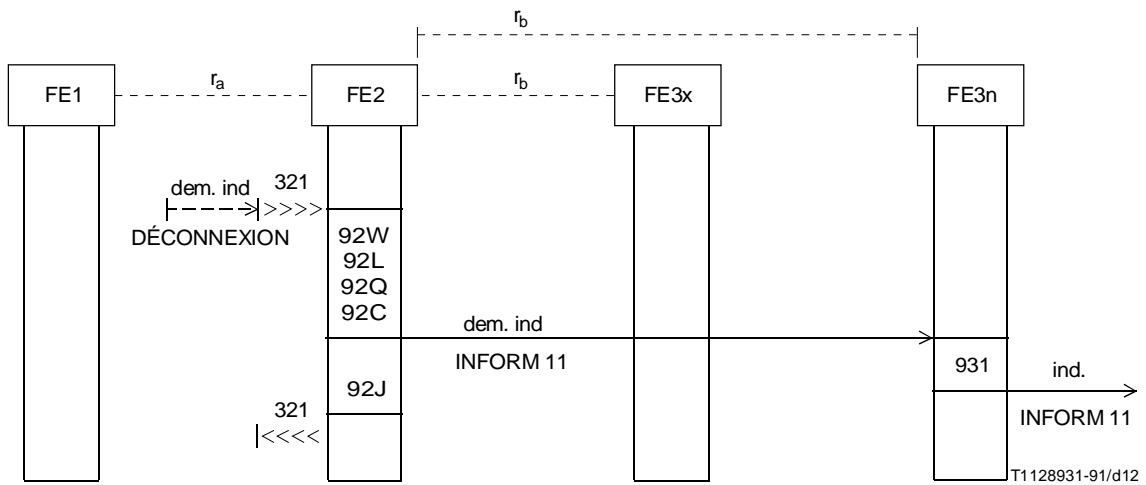 r_b
FE1
r_a
FE2
r_b
FE3x
FE3n
dem. ind
321
>>>>
DÉCONNEXION
92W
92L
92Q
92C
dem. ind
INFORM 11
931
ind.
INFORM 11
92J
321
<<<<
T1128931-91/d12